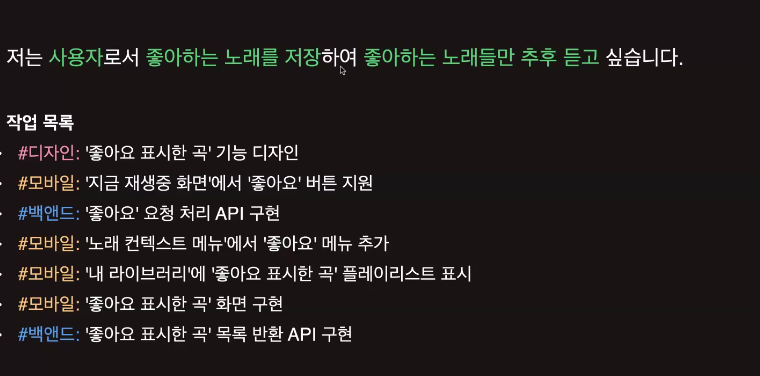 저는 사용자로서 좋아하는 노래를 저장하여 좋아하는 노래들만 추후 듣고 싶습니다.
작업 목록
#디자인: '좋아요 표시한 곡' 기능 디자인
#모바일: '지금 재생중 화면'에서 '좋아요' 버튼 지원
#백앤드: '좋아요' 요청 처리 API 구현
#모바일: '노래 컨텍스트 메뉴'에서 '좋아요' 메뉴 추가
#모바일: '내 라이브러리'에 '좋아요 표시한 곡' 플레이리스트 표시
#모바일: '좋아요 표시한 곡' 화면 구현
#백앤드: '좋아요 표시한 곡' 목록 반환 API 구현